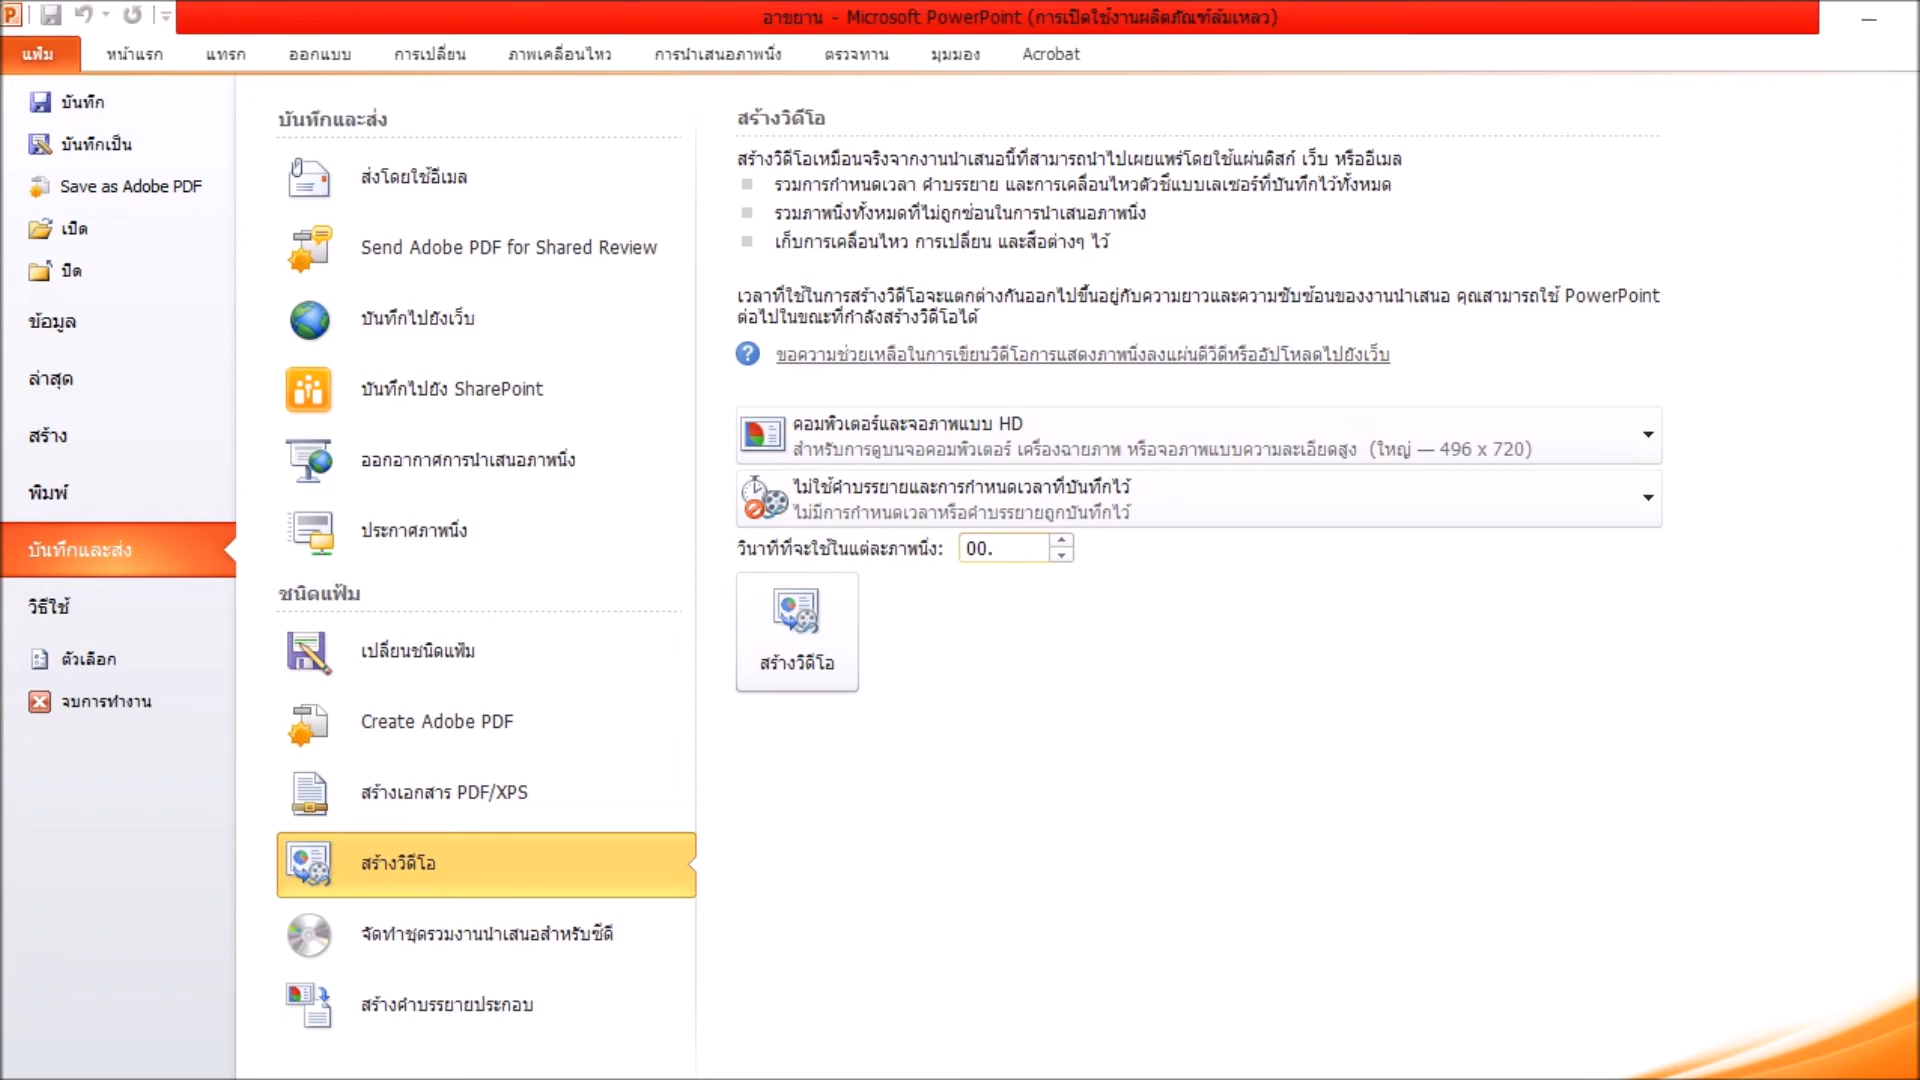 อาขยาน - Microsoft PowerPoint (การเปิดใช้งานผลิตภัณฑ์ล้มเหลว)
แฟ้ม หน้าแรก แทรก ออกแบบ การเปลี่ยน ภาพเคลื่อนไหว การนำเสนอภาพนิ่ง ตรวจทาน มุมมอง Acrobat
บันทึก
บันทึกเป็น
Save as Adobe PDF
เปิด
ปิด
ข้อมูล
ล่าสุด
สร้าง
พิมพ์
บันทึกและส่ง
วิธีใช้
ตัวเลือก
จบการทำงาน
บันทึกและส่ง
ส่งโดยใช้อีเมล
Send Adobe PDF for Shared Review
บันทึกไปยังเว็บ
บันทึกไปยัง SharePoint
ออกอากาศการนำเสนอภาพนิ่ง
ประกาศภาพนิ่ง
ชนิดแฟ้ม
เปลี่ยนชนิดแฟ้ม
Create Adobe PDF
สร้างเอกสาร PDF/XPS
สร้างวิดีโอ
จัดทำชุดรวมงานนำเสนอสำหรับซีดี
สร้างคำบรรยายประกอบ
สร้างวิดีโอ
สร้างวิดีโอเหมือนจริงจากงานนำเสนอนี้ที่สามารถนำไปเผยแพร่โดยใช้แผ่นดิสก์ เว็บ หรืออีเมล
รวมการกำหนดเวลา คำบรรยาย และการเคลื่อนไหวตัวชี้แบบเลเซอร์ที่บันทึกไว้ทั้งหมด
รวมภาพนิ่งทั้งหมดที่ไม่ถูกซ่อนในการนำเสนอภาพนิ่ง
เก็บการเคลื่อนไหว การเปลี่ยน และสื่อต่างๆ ไว้
เวลาที่ใช้ในการสร้างวิดีโอจะแตกต่างกันออกไปขึ้นอยู่กับความยาวและความซับซ้อนของงานนำเสนอ คุณสามารถใช้ PowerPoint
ต่อไปในขณะที่กำลังสร้างวิดีโอได้
ขอความช่วยเหลือในการเขียนวิดีโอการแสดงภาพนิ่งลงแผ่นดีวีดีหรืออัปโหลดไปยังเว็บ
คอมพิวเตอร์และจอภาพแบบ HD
สำหรับการดูบนจอคอมพิวเตอร์ เครื่องฉายภาพ หรือจอภาพแบบความละเอียดสูง (ใหญ่ — 496 x 720)
ไม่ใช้คำบรรยายและการกำหนดเวลาที่บันทึกไว้
ไม่มีการกำหนดเวลาหรือคำบรรยายถูกบันทึกไว้
วินาทีที่จะใช้ในแต่ละภาพนิ่ง: 00.
สร้างวิดีโอ